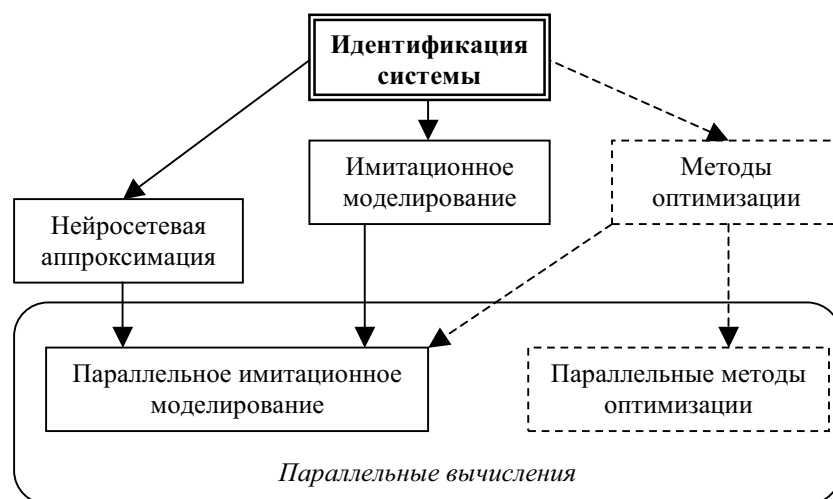 Идентификация
системы
Имитационное
моделирование
Методы
оптимизации
Нейросетевая
аппроксимация
Параллельное имитационное
моделирование
Параллельные методы
оптимизации
Параллельные вычисления